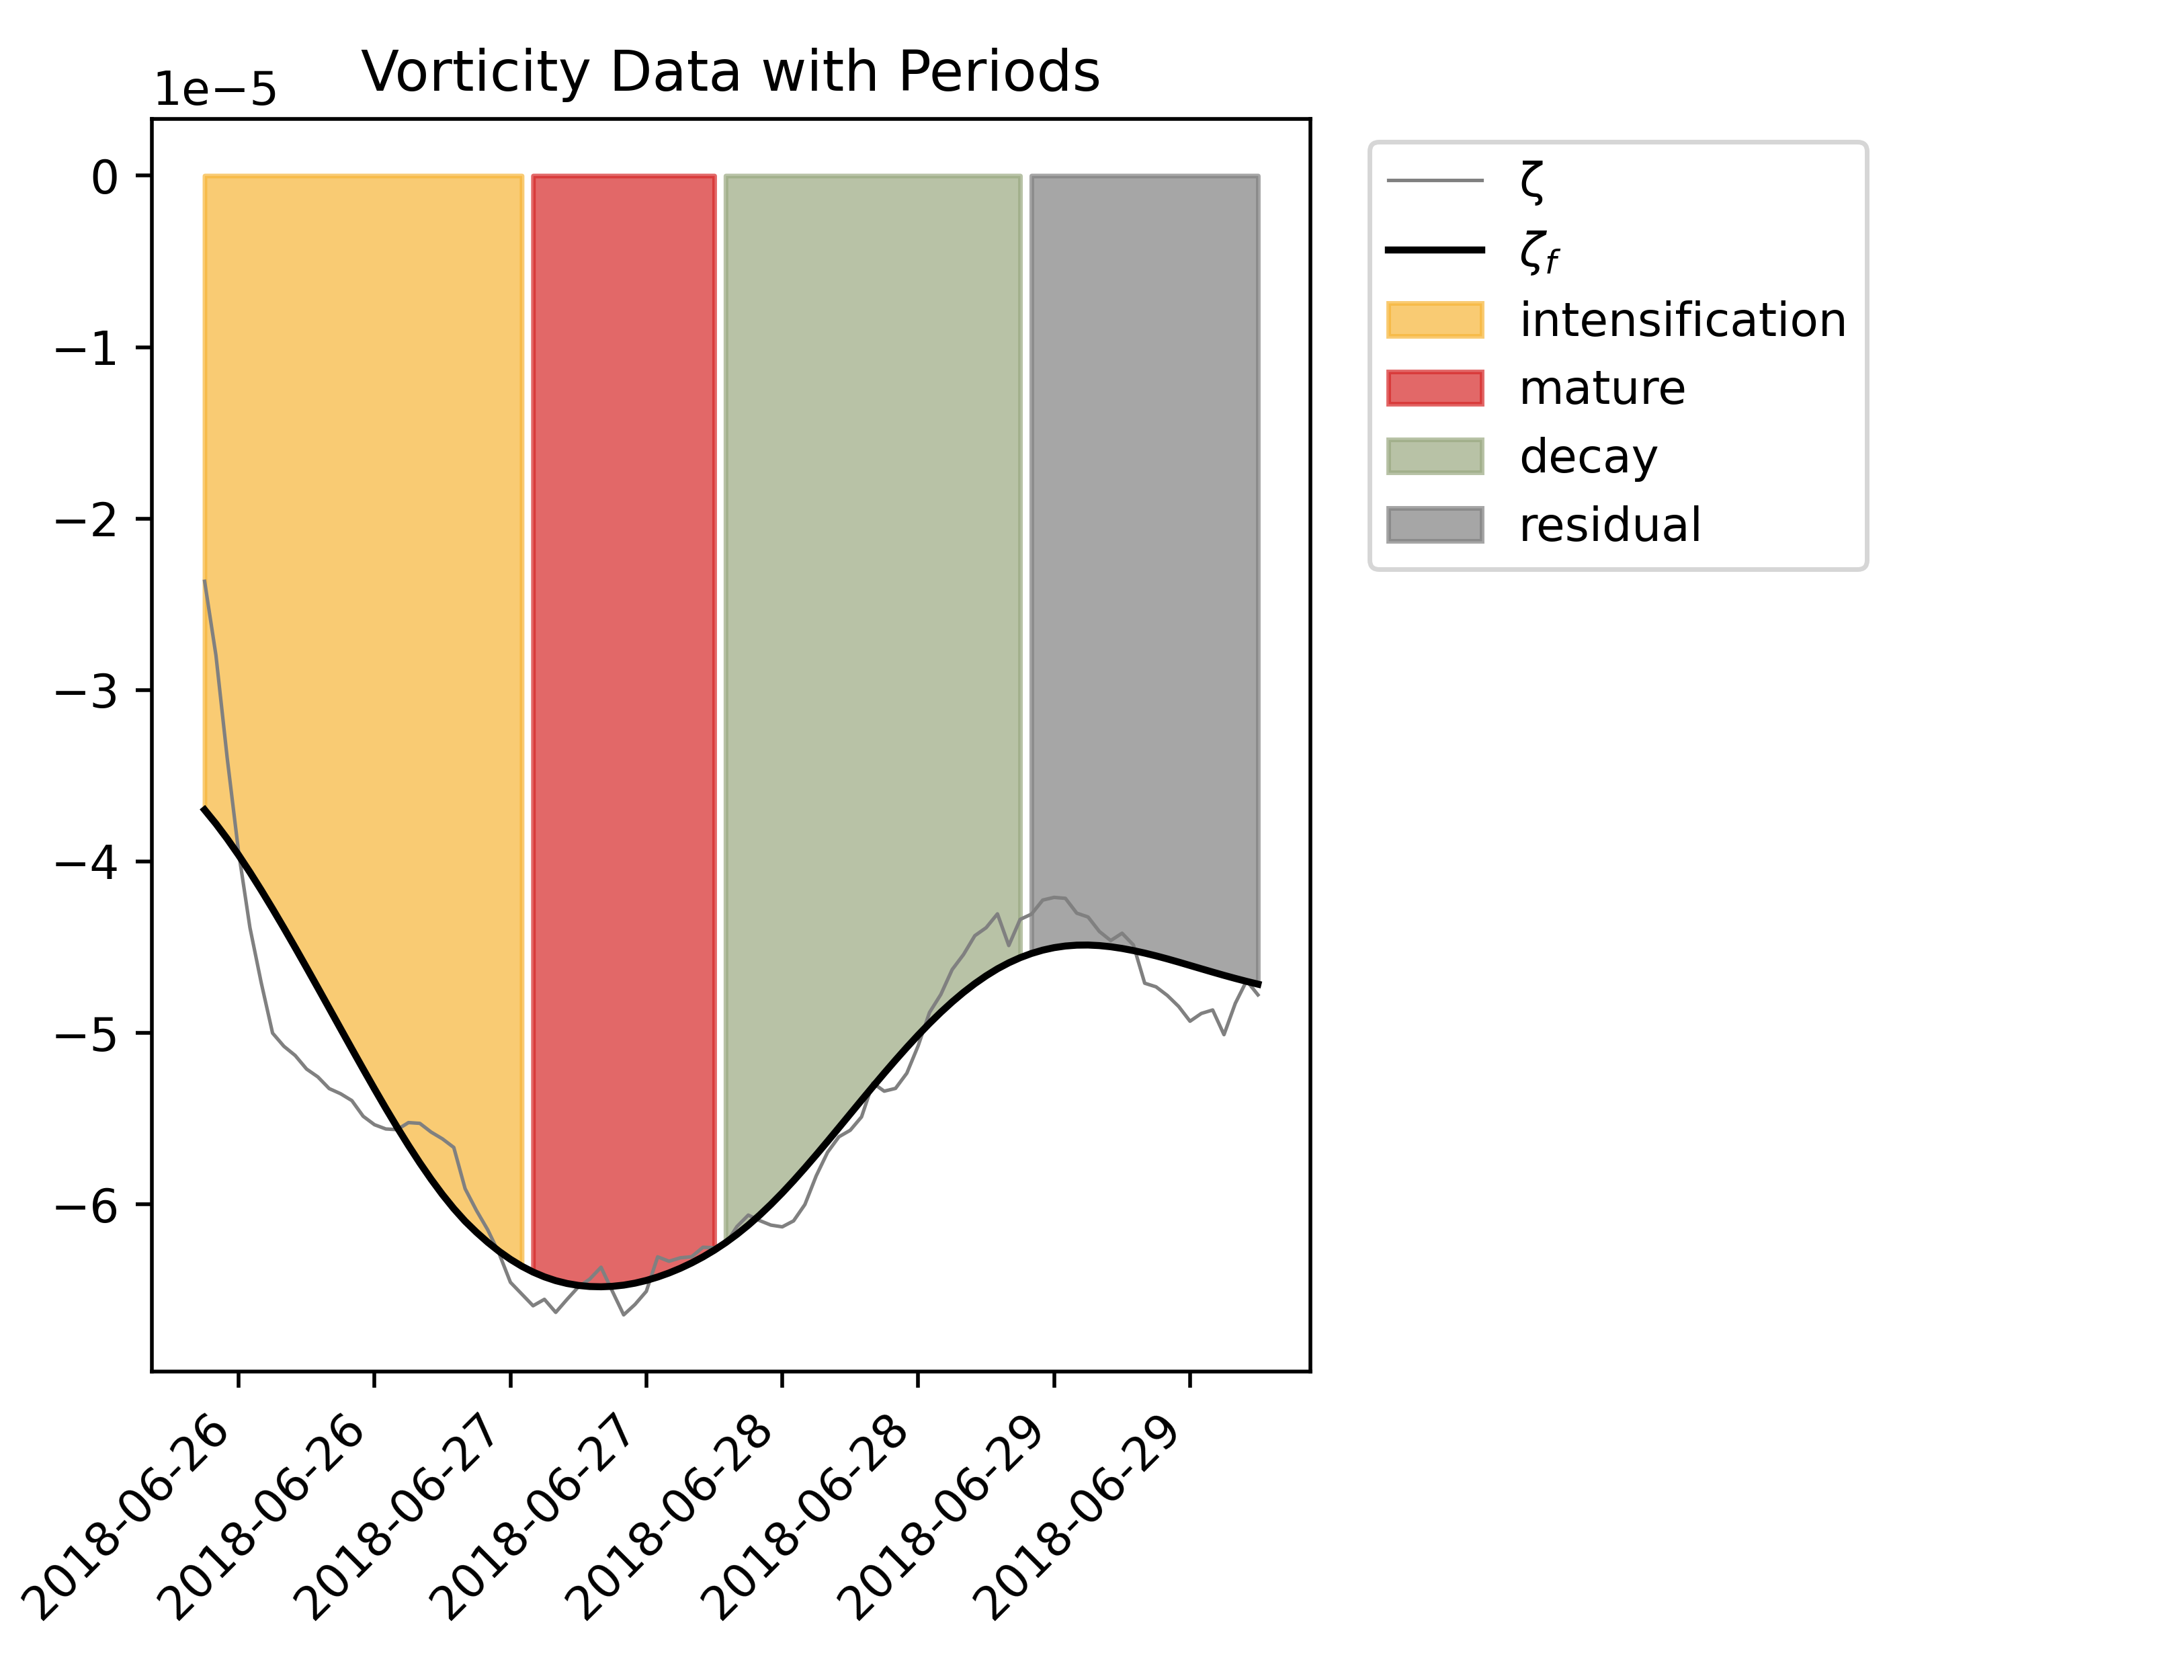 Vorticity Data with Periods
1e−5
0
−1
−2
−3
−4
−5
−6
2018-06-26
2018-06-26
2018-06-27
2018-06-27
2018-06-28
2018-06-28
2018-06-29
2018-06-29
ζ
ζf
intensification
mature
decay
residual